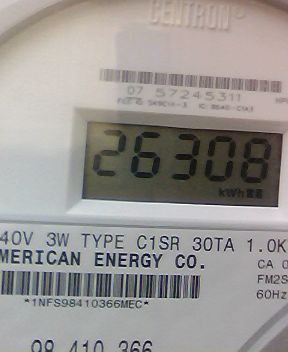 CENTRON®
07 57245311
26308
kWh
40V 3W TYPE C1SR 30TA 1.0K
MERICAN ENERGY CO.
CA 0
FM2S
60Hz
*1NFS98410366MEC*
98 410 366